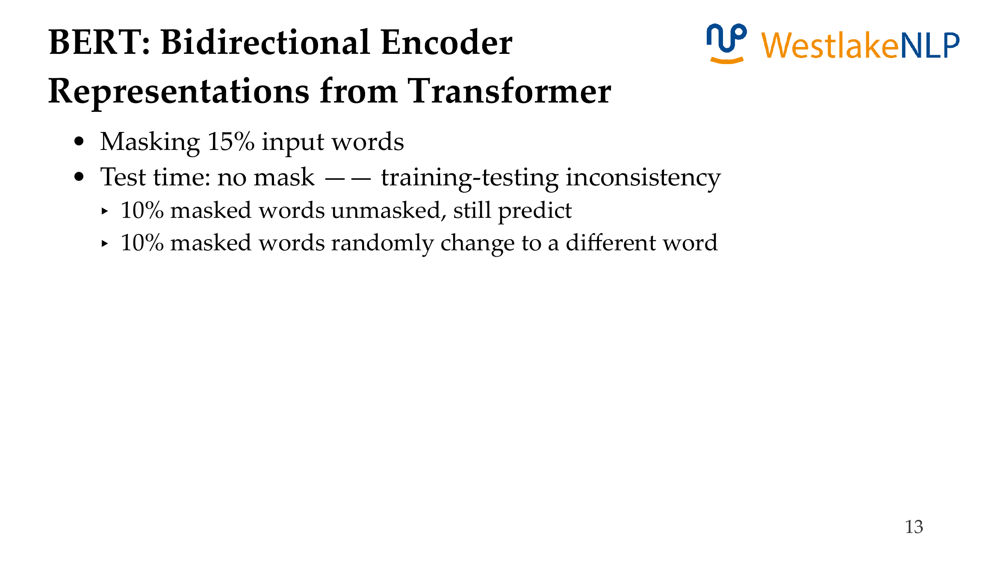 BERT: Bidirectional Encoder
Representations from Transformer
WestlakeNLP
• Masking 15% input words
• Test time: no mask —— training-testing inconsistency
‣ 10% masked words unmasked, still predict
‣ 10% masked words randomly change to a different word
13